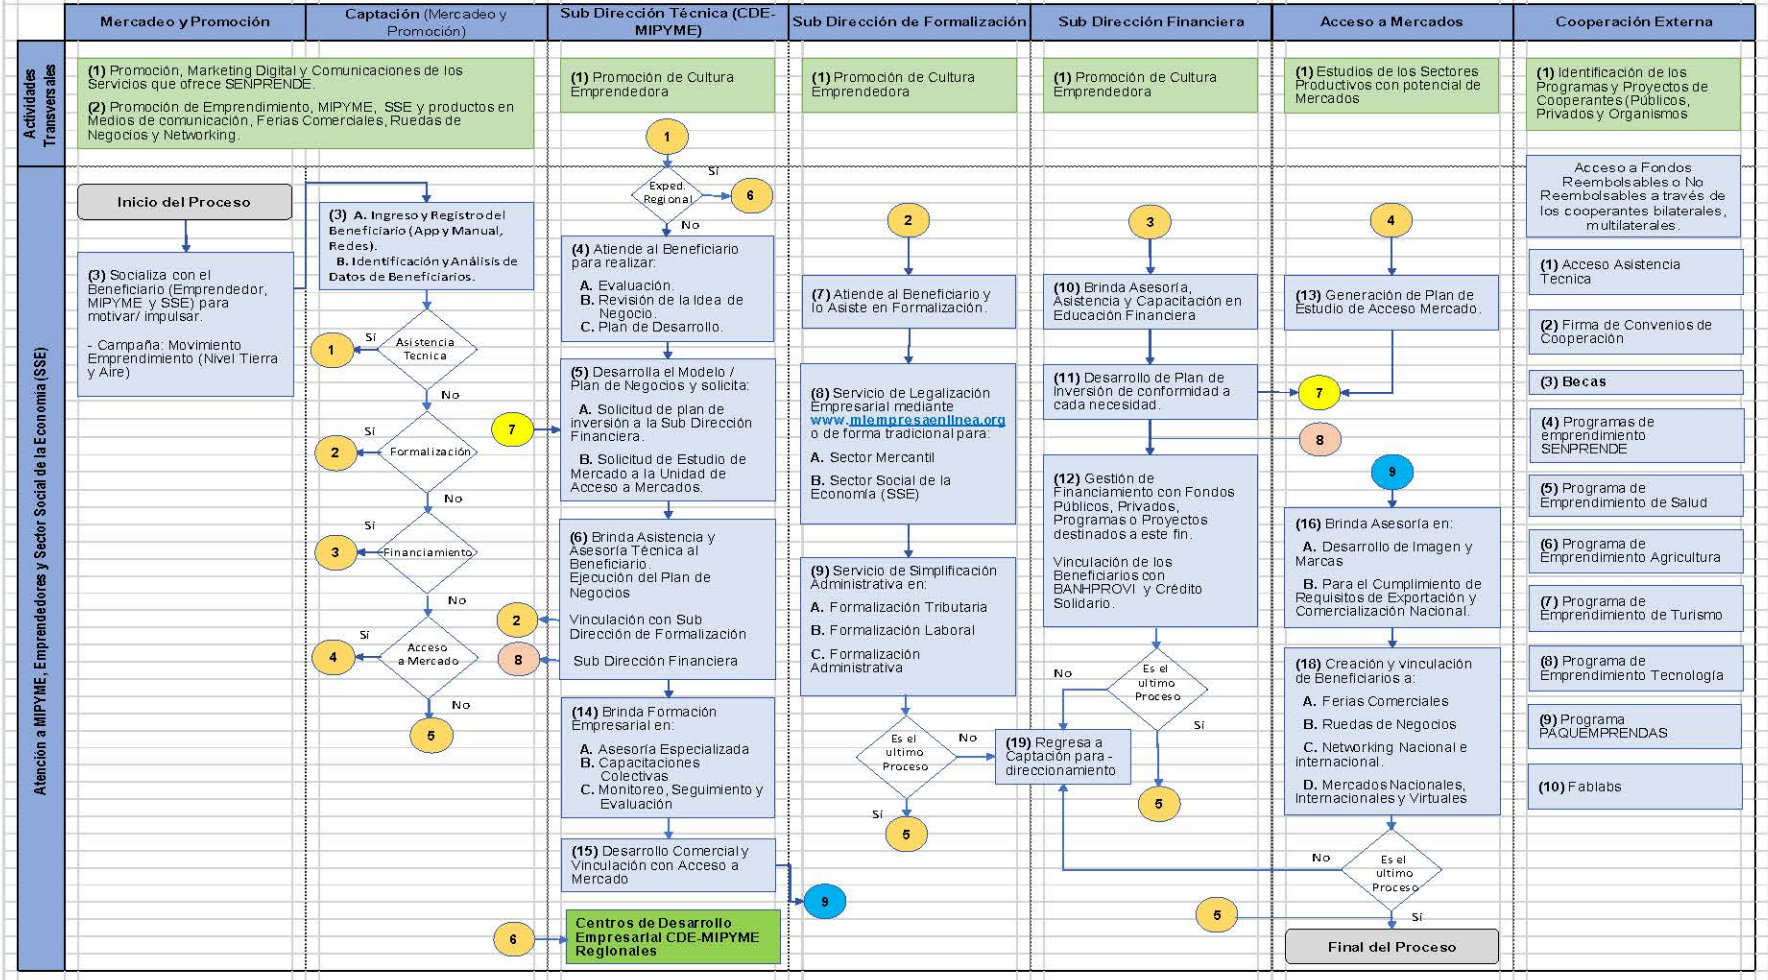 Mercadeo y Promoción
Captación (Mercadeo y
Promoción)
Sub Dirección Técnica (CDE-
MIPYME)
Sub Dirección de Formalización
Sub Dirección Financiera
Acceso a Mercados
Cooperación Externa
Actividades
Transversales
(1) Promoción, Marketing Digital y Comunicaciones de los
Servicios que ofrece SENPRENDE.
(2) Promoción de Emprendimiento, MIPYME, SSE y productos en
Medios de comunicación, Ferias Comerciales, Ruedas de
Negocios y Networking.
(1) Promoción de Cultura
Emprendedora
(1) Promoción de Cultura
Emprendedora
(1) Promoción de Cultura
Emprendedora
(1) Estudios de los Sectores
Productivos con potencial de
Mercados
(1) Identificación de los
Programas y Proyectos de
Cooperantes (Públicos,
Privados y Organismos
Atención a MIPYME, Emprendedores y Sector Social de la Economía (SSE)
Inicio del Proceso
(3) Socializa con el
Beneficiario (Emprendedor,
MIPYME y SSE) para
motivar/ impulsar.
- Campaña: Movimiento
Emprendimiento (Nivel Tierra
y Aire)
(3) A. Ingreso y Registro del
Beneficiario (App y Manual,
Redes).
B. Identificación y Análisis de
Datos de Beneficiarios.
Asistencia
Tecnica
Sí
1
No
Formalización
Sí
2
No
Financiamiento
Sí
3
No
Acceso
a Mercado
Sí
4
No
5
1
Exped.
Regional
Sí
6
No
(4) Atiende al Beneficiario
para realizar:
A. Evaluación.
B. Revisión de la Idea de
Negocio.
C. Plan de Desarrollo.
7
(5) Desarrolla el Modelo /
Plan de Negocios y solicita:
A. Solicitud de plan de
inversión a la Sub Dirección
Financiera.
B. Solicitud de Estudio de
Mercado a la Unidad de
Acceso a Mercados.
(6) Brinda Asistencia y
Asesoría Técnica al
Beneficiario.
Ejecución del Plan de
Negocios
Vinculación con Sub
Dirección de Formalización
Sub Dirección Financiera
2
8
(14) Brinda Formación
Empresarial en:
A. Asesoría Especializada
B. Capacitaciones
Colectivas
C. Monitoreo, Seguimiento y
Evaluación
(15) Desarrollo Comercial y
Vinculación con Acceso a
Mercado
9
6
Centros de Desarrollo
Empresarial CDE-MIPYME
Regionales
2
(7) Atiende al Beneficiario y
lo Asiste en Formalización.
(8) Servicio de Legalización
Empresarial mediante
www.miempresaenlinea.org
o de forma tradicional para:
A. Sector Mercantil
B. Sector Social de la
Economía (SSE)
(9) Servicio de Simplificación
Administrativa en:
A. Formalización Tributaria
B. Formalización Laboral
C. Formalización
Administrativa
Es el
ultimo
Proceso
No
Sí
5
3
(10) Brinda Asesoría,
Asistencia y Capacitación en
Educación Financiera
(11) Desarrollo de Plan de
Inversión de conformidad a
cada necesidad.
7
8
(12) Gestión de
Financiamiento con Fondos
Públicos, Privados,
Programas o Proyectos
destinados a este fin.
Vinculación de los
Beneficiarios con
BANHPROVI y Crédito
Solidario.
Es el
ultimo
Proceso
No
Sí
5
(19) Regresa a
Captación para -
direccionamiento
4
(13) Generación de Plan de
Estudio de Acceso Mercado.
9
(16) Brinda Asesoría en:
A. Desarrollo de Imagen y
Marcas
B. Para el Cumplimiento de
Requisitos de Exportación y
Comercialización Nacional.
(18) Creación y vinculación
de Beneficiarios a:
A. Ferias Comerciales
B. Ruedas de Negocios
C. Networking Nacional e
internacional.
D. Mercados Nacionales,
Internacionales y Virtuales
Es el
ultimo
Proceso
No
Sí
5
Final del Proceso
Acceso a Fondos
Reembolsables o No
Reembolsables a través de
los cooperantes bilaterales,
multilaterales.
(1) Acceso Asistencia
Tecnica
(2) Firma de Convenios de
Cooperación
(3) Becas
(4) Programas de
emprendimiento
SENPRENDE
(5) Programa de
Emprendimiento de Salud
(6) Programa de
Emprendimiento Agricultura
(7) Programa de
Emprendimiento de Turismo
(8) Programa de
Emprendimiento Tecnología
(9) Programa
PAQUEMPRENDAS
(10) Fablabs